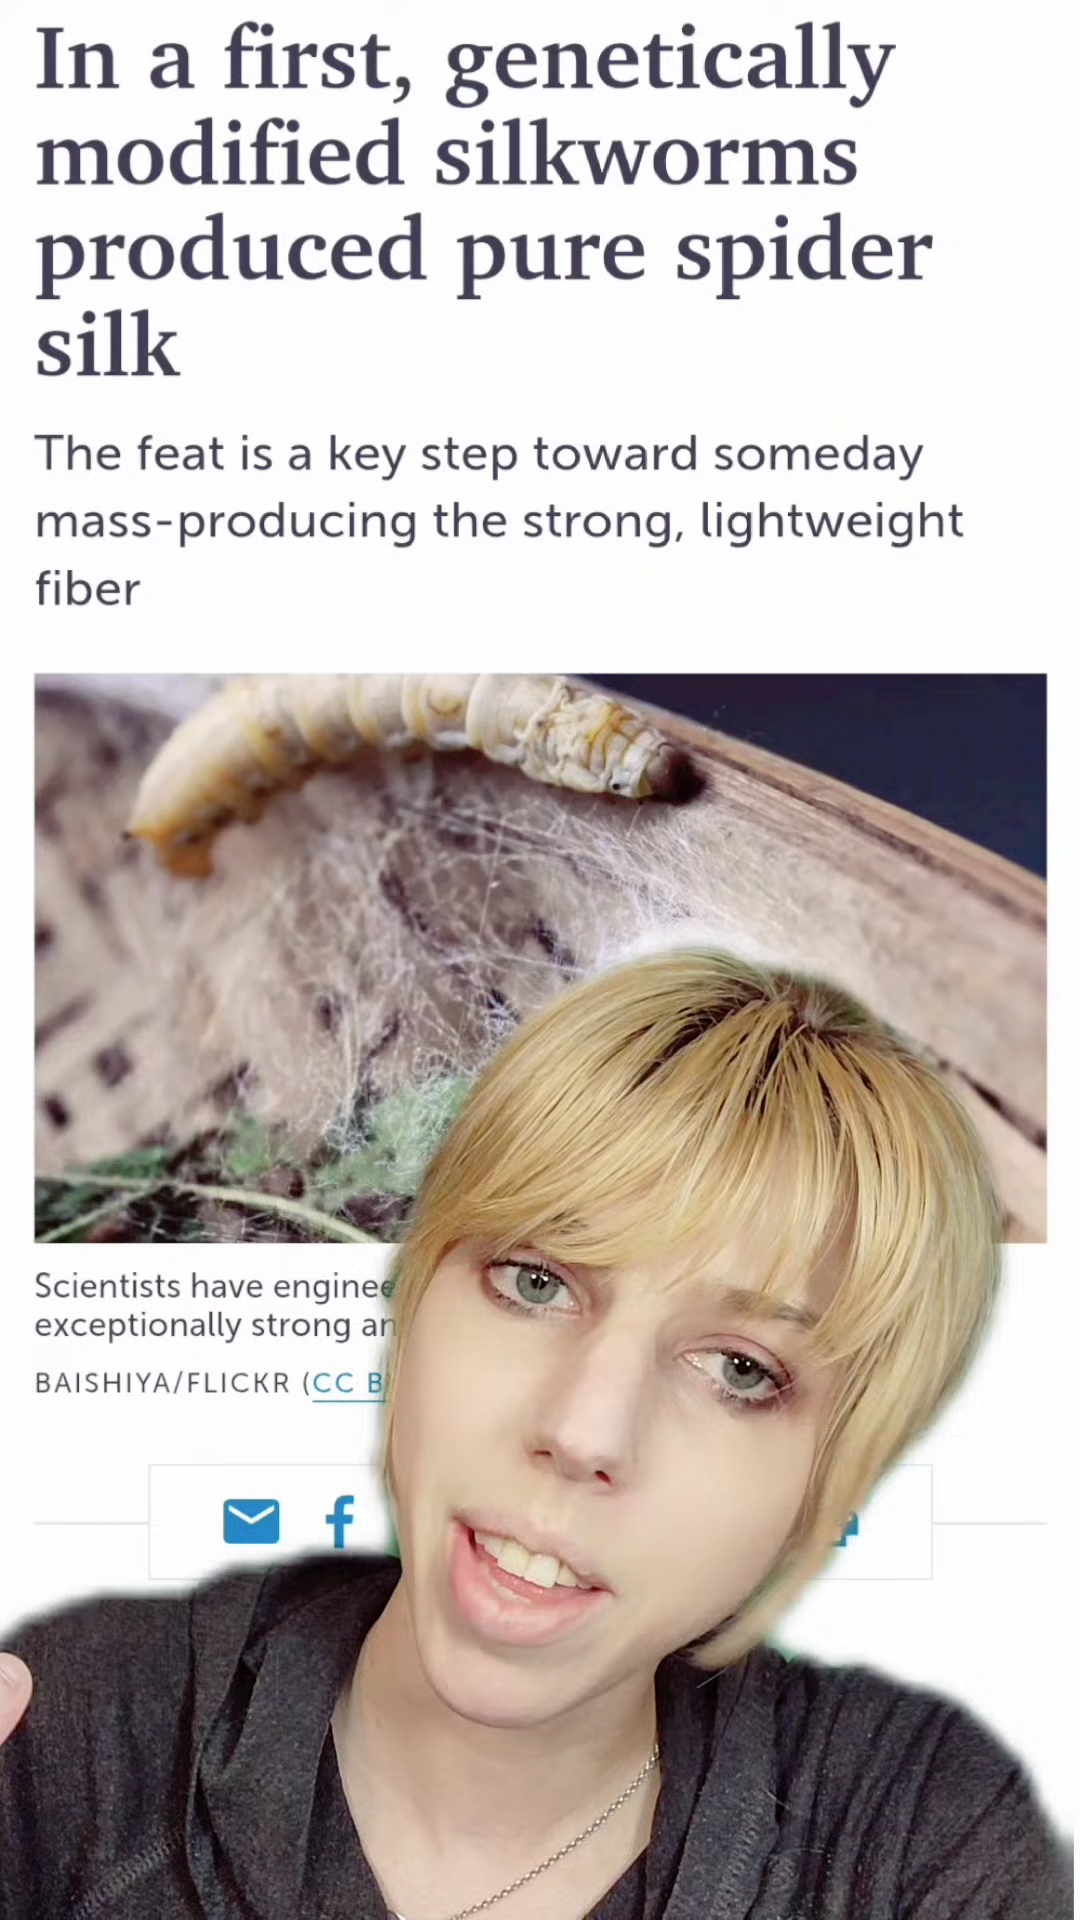 In a first, genetically
modified silkworms
produced pure spider
silk
The feat is a key step toward someday
mass-producing the strong, lightweight
fiber
Scientists have enginee
exceptionally strong an
BAISHIYA/FLICKR (CC B